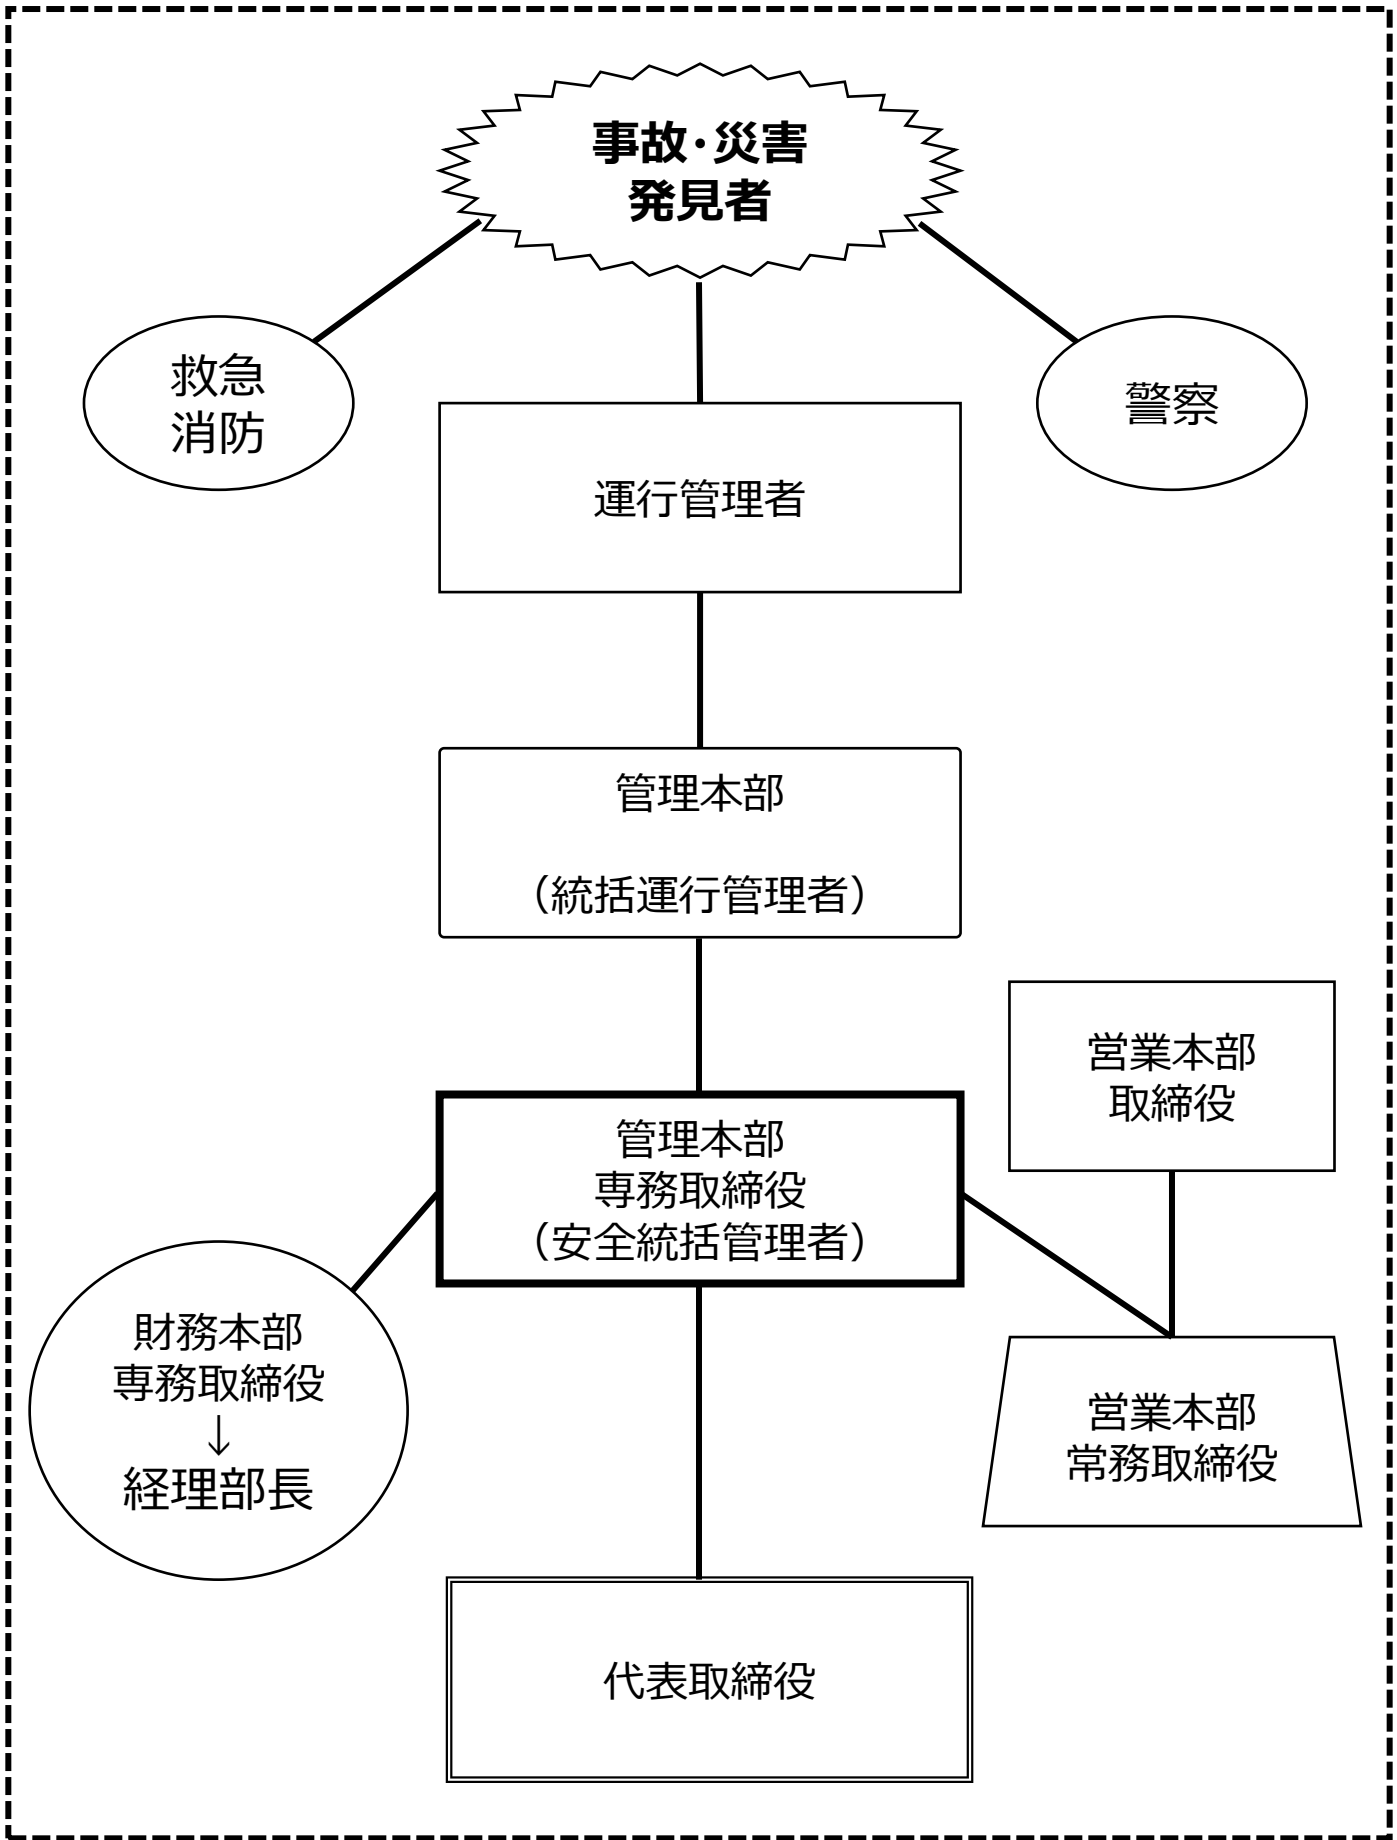 事故･災害
発見者
救急
消防
警察
運行管理者
管理本部
（統括運行管理者）
営業本部
取締役
管理本部
専務取締役
（安全統括管理者）
財務本部
専務取締役
↓
経理部長
営業本部
常務取締役
代表取締役